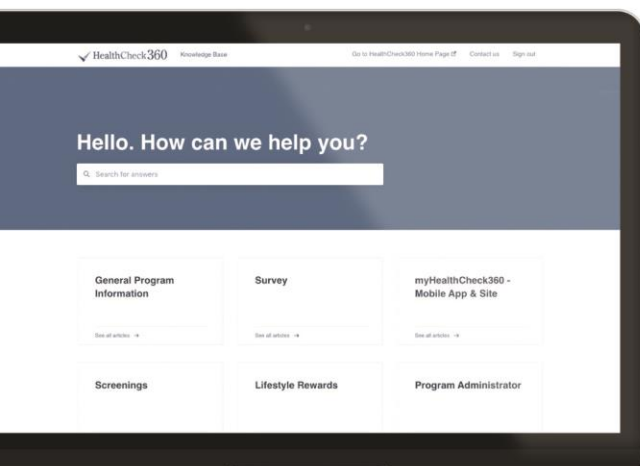 HealthCheck360 Knowledge Base Go to HealthCheck360 Home Page Contact us Sign out
Hello. How can we help you?
Search for answers
General Program Information
Survey
myHealthCheck360 - Mobile App & Site
See all articles → See all articles → See all articles →
Screenings
Lifestyle Rewards
Program Administrator